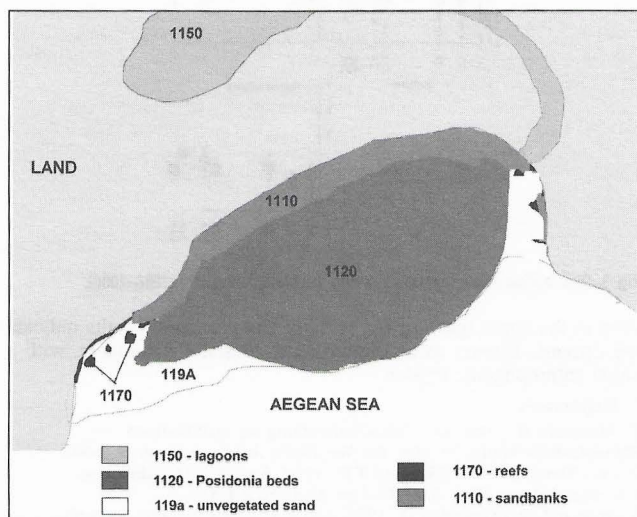 1150
LAND
1110
1120
119A
1170
AEGEAN SEA
1150 - lagoons
1120 - Posidonia beds
119a - unvegetated sand
1170 - reefs
1110 - sandbanks